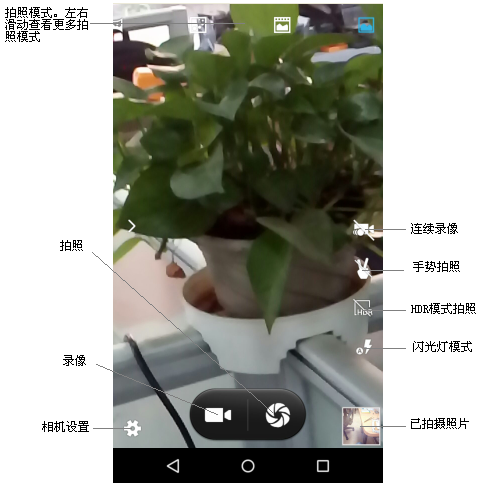 拍照模式。左右
滑动查看更多拍
照模式
连续录像
拍照
手势拍照
HDR模式拍照
HDR
闪光灯模式
A
录像
相机设置
已拍摄照片